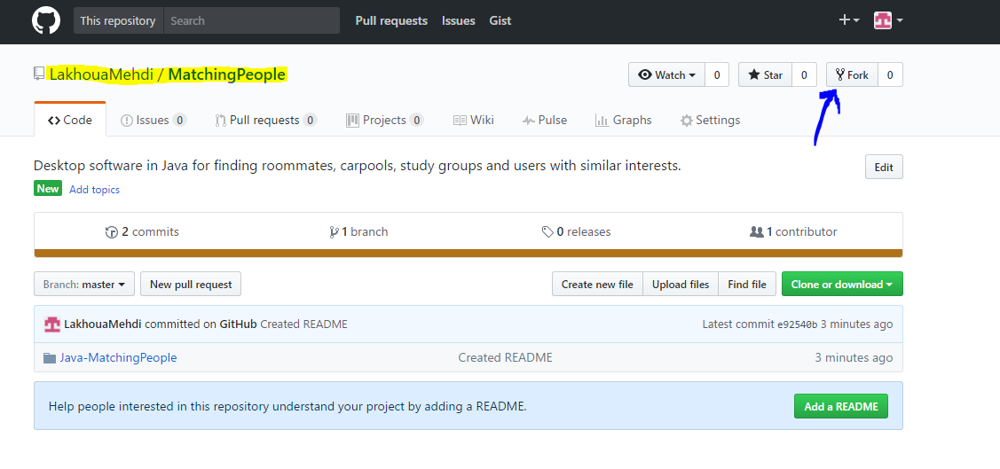 This repository Search Pull requests Issues Gist
LakhouaMehdi / MatchingPeople Watch 0 Star 0 Fork 0
Code Issues 0 Pull requests 0 Projects 0 Wiki Pulse Graphs Settings
Desktop software in Java for finding roommates, carpools, study groups and users with similar interests. Edit
New Add topics
2 commits 1 branch 0 releases 1 contributor
Branch: master New pull request Create new file Upload files Find file Clone or download
LakhouaMehdi committed on GitHub Created README Latest commit e92540b 3 minutes ago
Java-MatchingPeople Created README 3 minutes ago
Help people interested in this repository understand your project by adding a README. Add a README